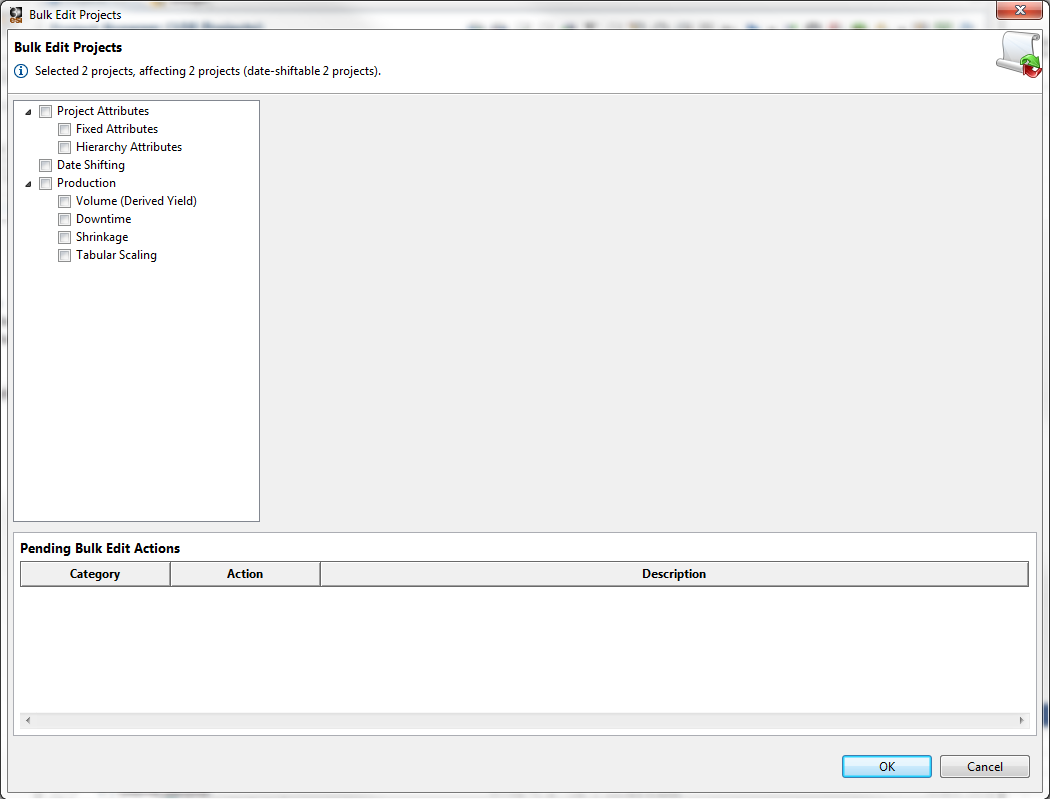 Bulk Edit Projects
Bulk Edit Projects
Selected 2 projects, affecting 2 projects (date-shiftable 2 projects).
Project Attributes
Fixed Attributes
Hierarchy Attributes
Date Shifting
Production
Volume (Derived Yield)
Downtime
Shrinkage
Tabular Scaling
Pending Bulk Edit Actions
Category Action Description
OK Cancel